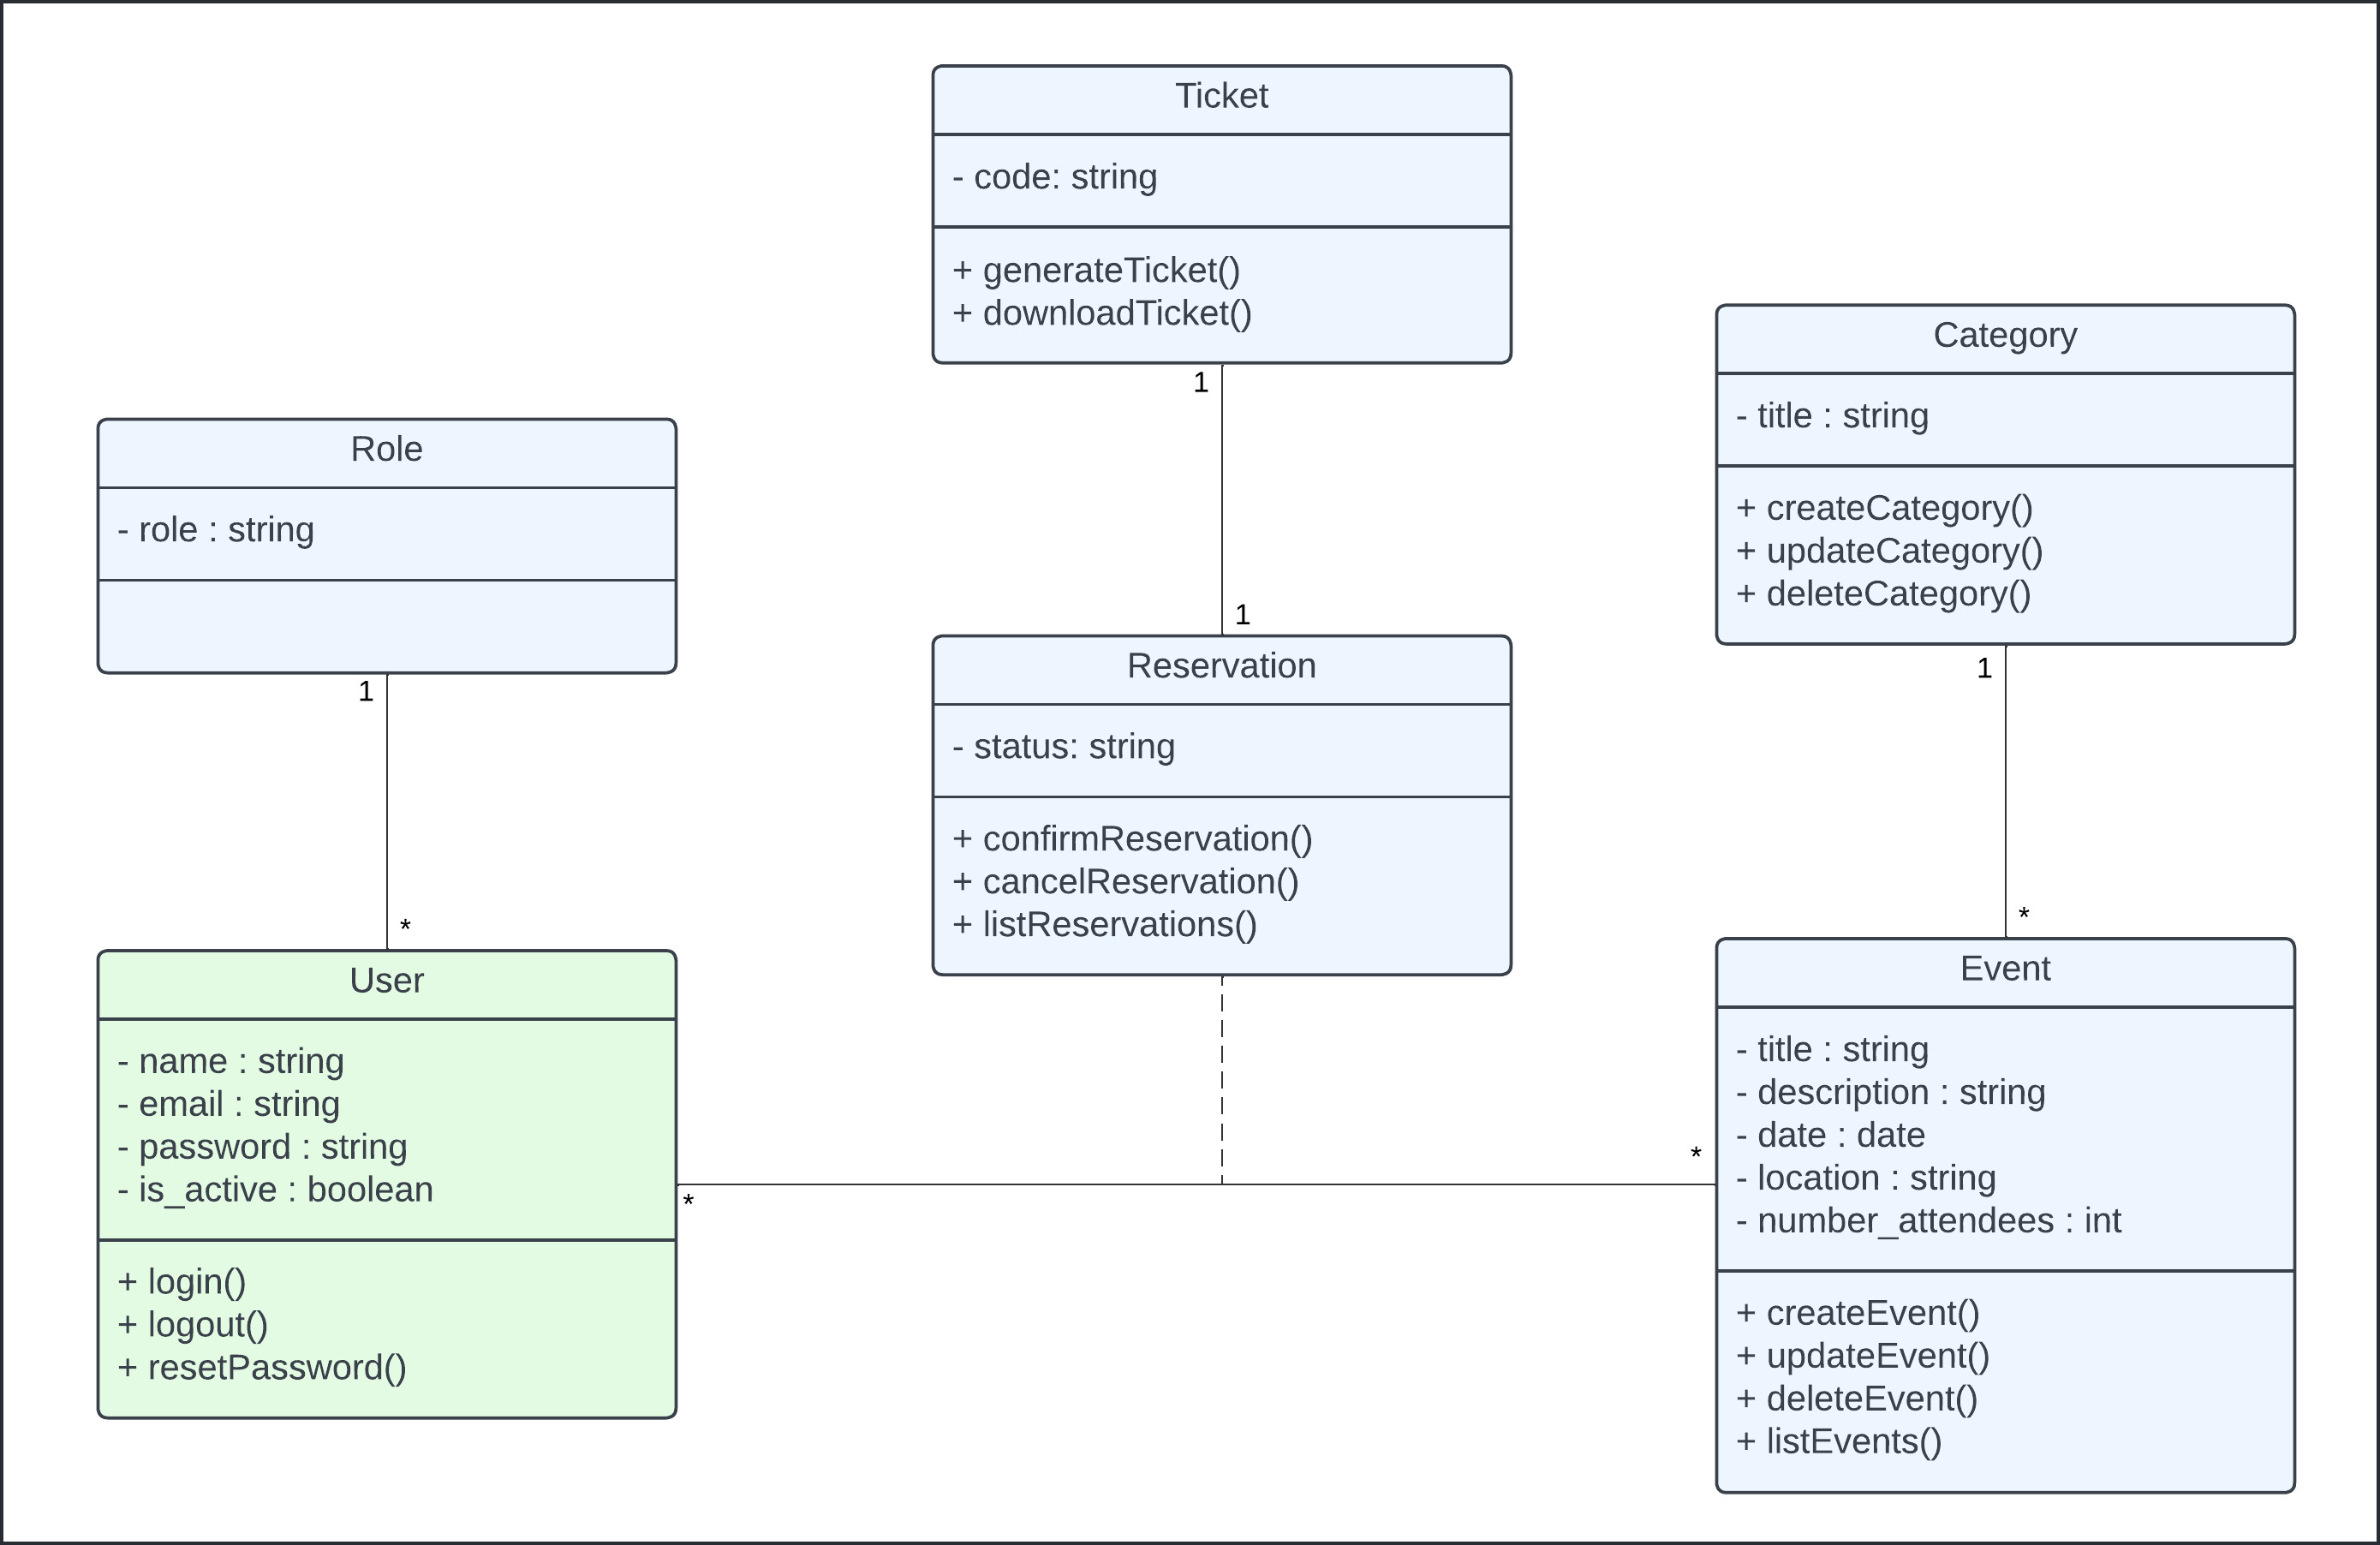 Ticket
- code: string
+ generateTicket()
+ downloadTicket()
1
1
Category
- title : string
+ createCategory()
+ updateCategory()
+ deleteCategory()
1
*
Role
- role : string
1
*
Reservation
- status: string
+ confirmReservation()
+ cancelReservation()
+ listReservations()
User
- name : string
- email : string
- password : string
- is_active : boolean
+ login()
+ logout()
+ resetPassword()
*
*
Event
- title : string
- description : string
- date : date
- location : string
- number_attendees : int
+ createEvent()
+ updateEvent()
+ deleteEvent()
+ listEvents()